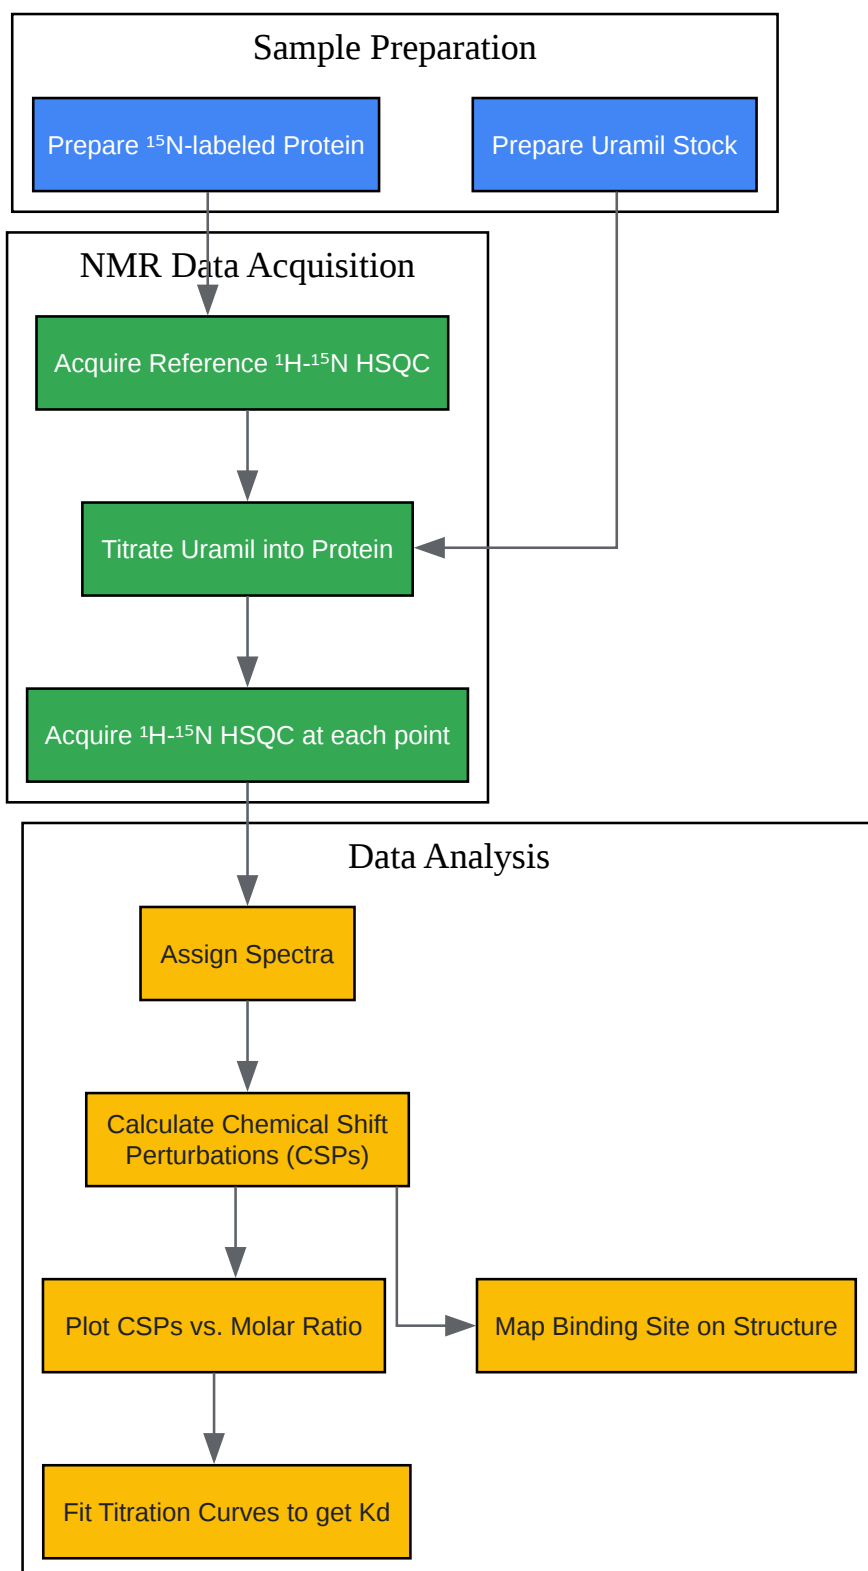 Sample Preparation
Prepare ¹⁵N-labeled Protein
Prepare Uramil Stock
NMR Data Acquisition
Acquire Reference ¹H-¹⁵N HSQC
Titrate Uramil into Protein
Acquire ¹H-¹⁵N HSQC at each point
Data Analysis
Assign Spectra
Calculate Chemical Shift
Perturbations (CSPs)
Plot CSPs vs. Molar Ratio
Map Binding Site on Structure
Fit Titration Curves to get Kd